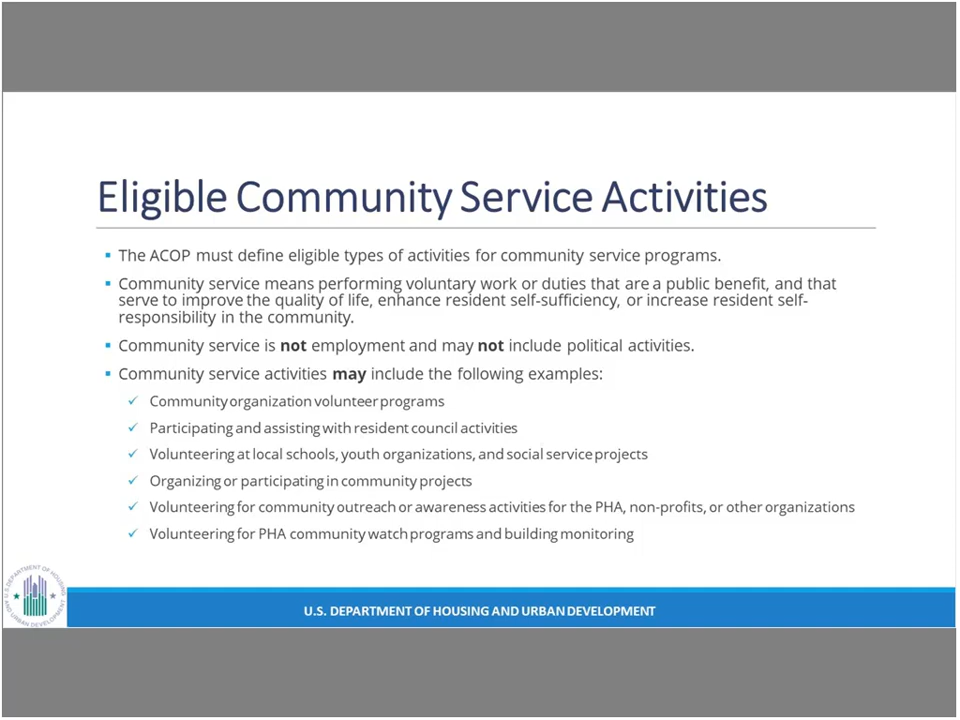 Eligible Community Service Activities
The ACOP must define eligible types of activities for community service programs.
Community service means performing voluntary work or duties that are a public benefit, and that
serve to improve the quality of life, enhance resident self-sufficiency, or increase resident self-
responsibility in the community.
Community service is not employment and may not include political activities.
Community service activities may include the following examples:
Community organization volunteer programs
Participating and assisting with resident council activities
Volunteering at local schools, youth organizations, and social service projects
Organizing or participating in community projects
Volunteering for community outreach or awareness activities for the PHA, non-profits, or other organizations
Volunteering for PHA community watch programs and building monitoring
U.S. DEPARTMENT OF HOUSING AND URBAN DEVELOPMENT
U.S. DEPARTMENT OF HOUSING AND URBAN DEVELOPMENT